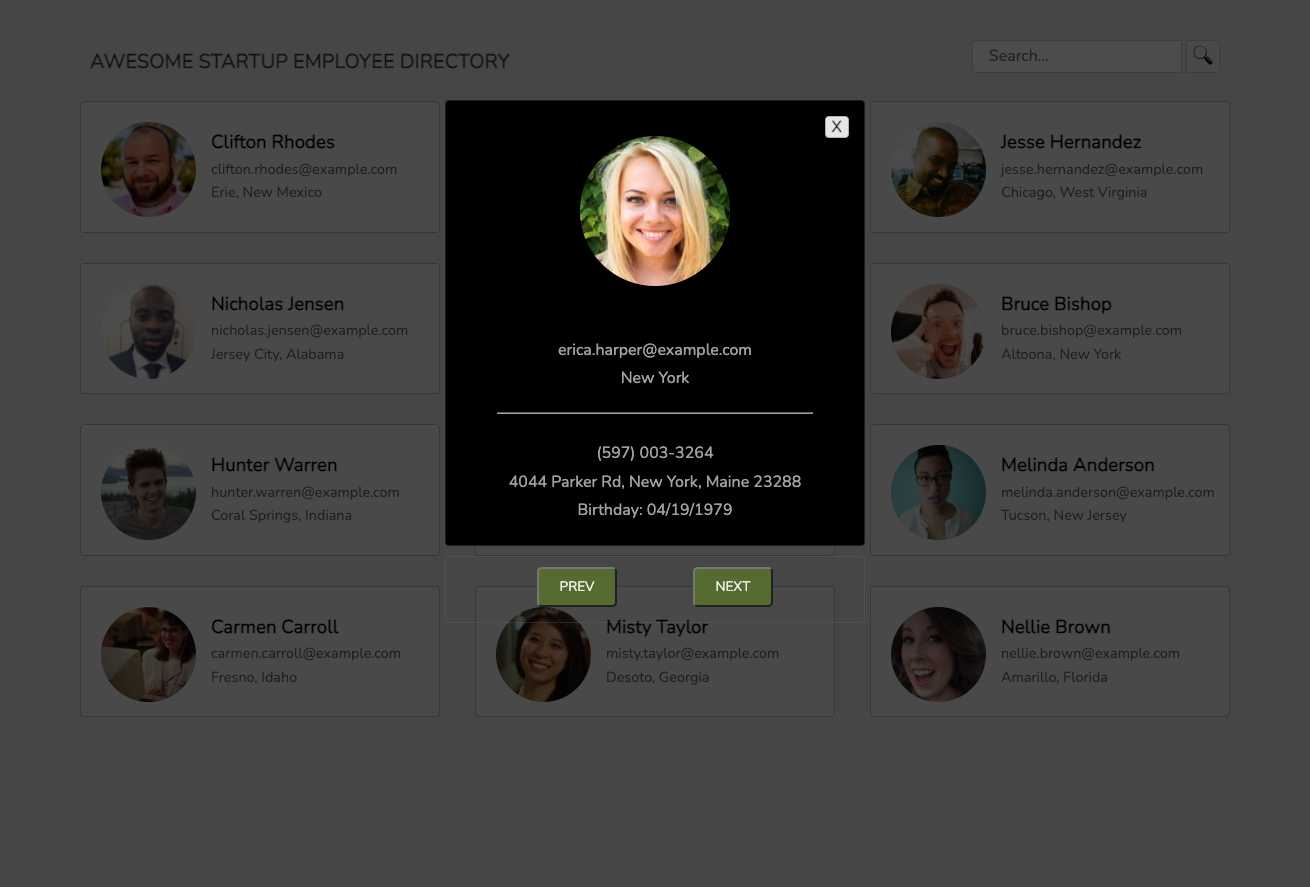 AWESOME STARTUP EMPLOYEE DIRECTORY
Search...
Clifton Rhodes
clifton.rhodes@example.com
Erie, New Mexico
X
erica.harper@example.com
New York
(597) 003-3264
4044 Parker Rd, New York, Maine 23288
Birthday: 04/19/1979
PREV
NEXT
Jesse Hernandez
jesse.hernandez@example.com
Chicago, West Virginia
Nicholas Jensen
nicholas.jensen@example.com
Jersey City, Alabama
Bruce Bishop
bruce.bishop@example.com
Altoona, New York
Hunter Warren
hunter.warren@example.com
Coral Springs, Indiana
Melinda Anderson
melinda.anderson@example.com
Tucson, New Jersey
Carmen Carroll
carmen.carroll@example.com
Fresno, Idaho
Misty Taylor
misty.taylor@example.com
Desoto, Georgia
Nellie Brown
nellie.brown@example.com
Amarillo, Florida